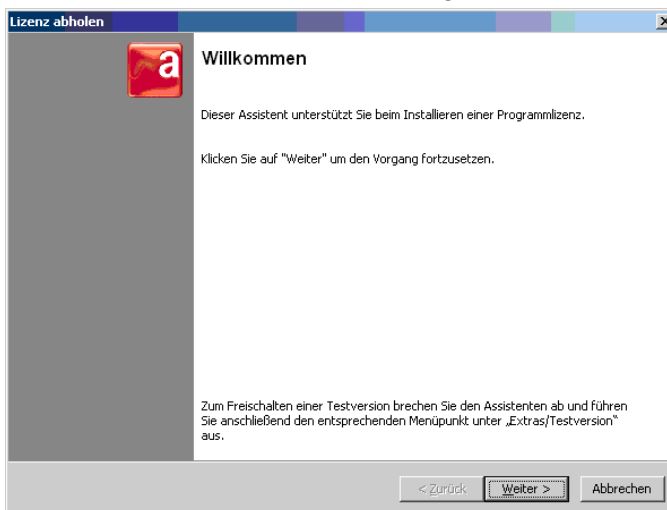 Lizenz abholen
a
Willkommen
Dieser Assistent unterstützt Sie beim Installieren einer Programmlizenz.
Klicken Sie auf "Weiter" um den Vorgang fortzusetzen.
Zum Freischalten einer Testversion brechen Sie den Assistenten ab und führen
Sie anschließend den entsprechenden Menüpunkt unter „Extras/Testversion“
aus.
< Zurück
Weiter >
Abbrechen